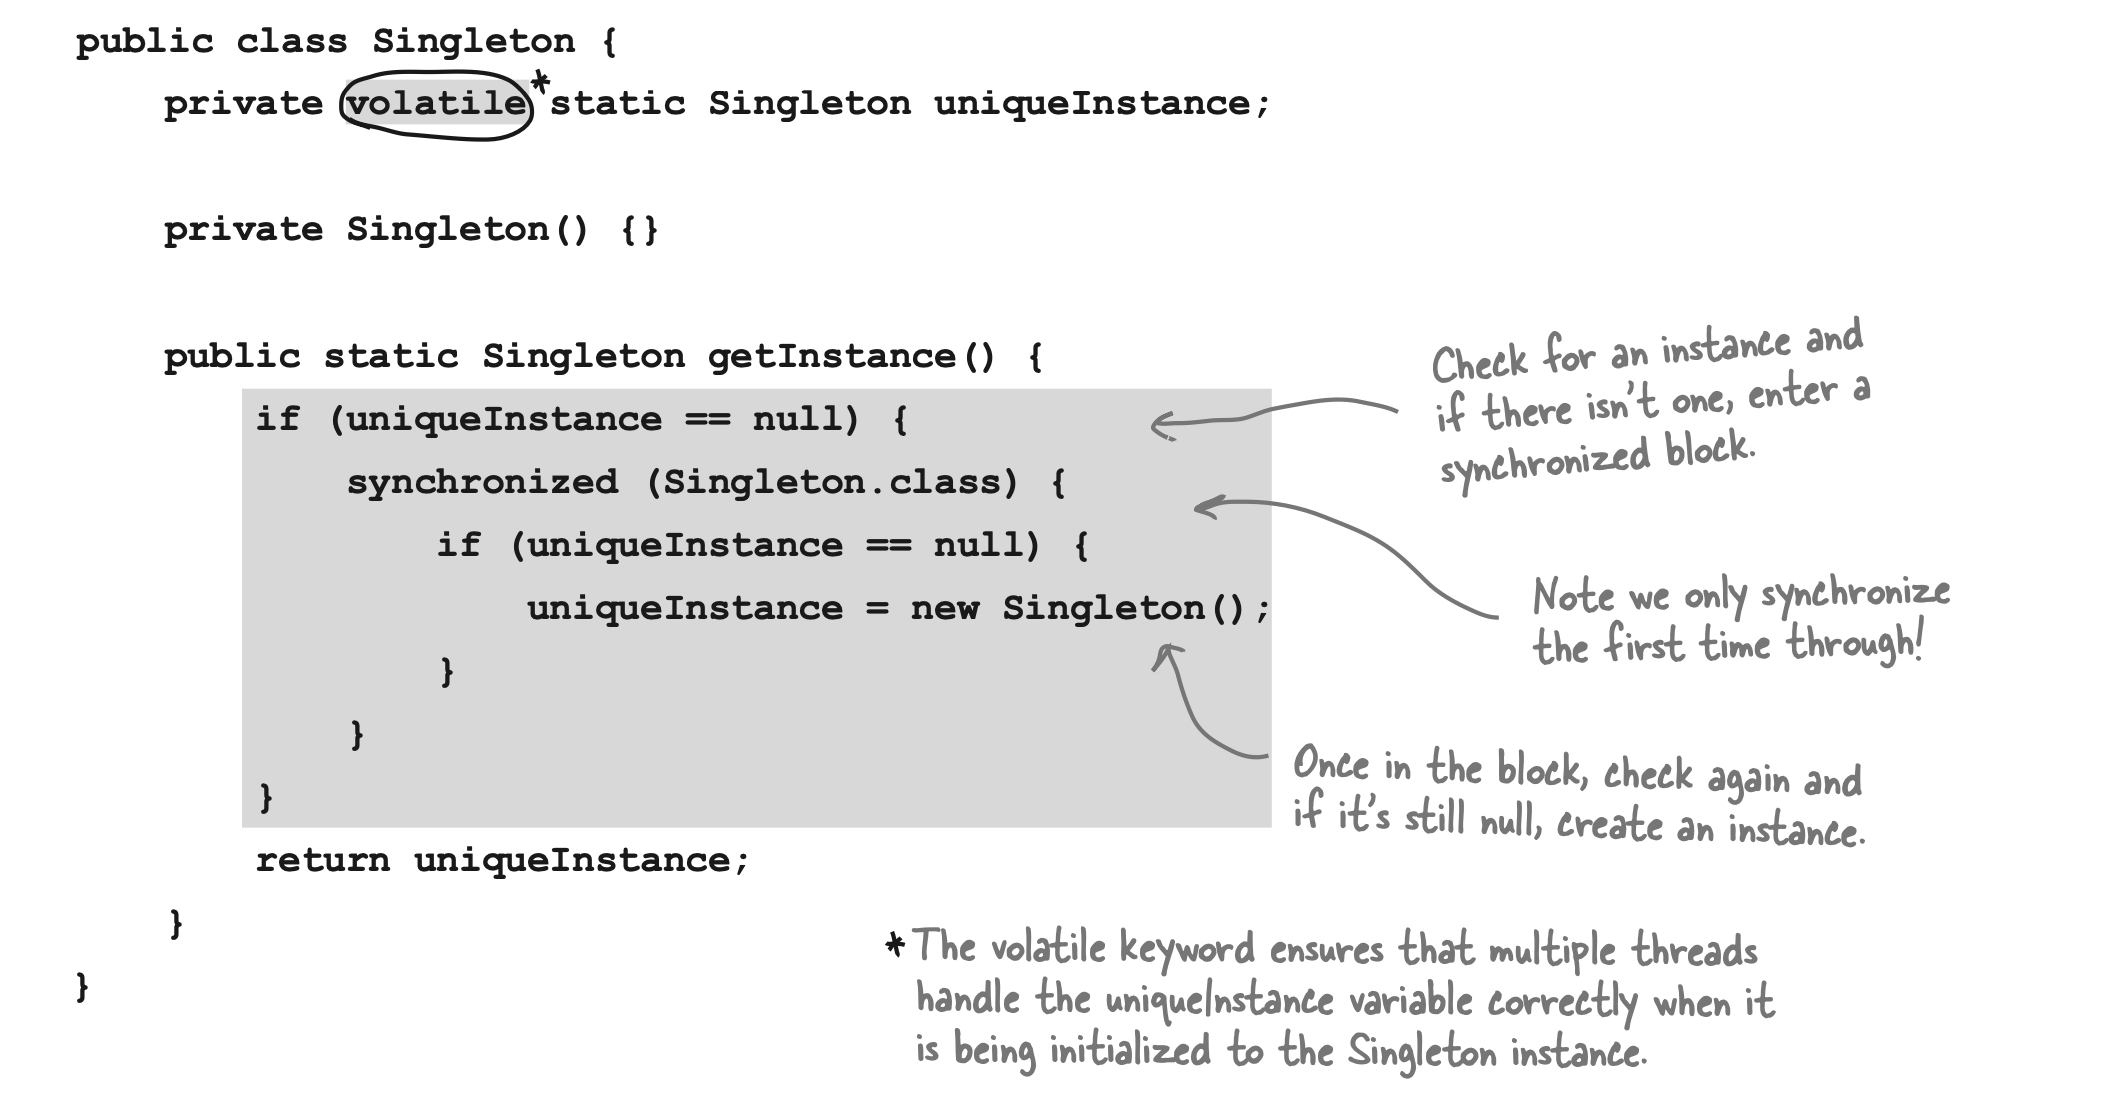 public class Singleton {
private volatile*static Singleton uniqueInstance;
private Singleton() {}
public static Singleton getInstance() {
if (uniqueInstance == null) {
synchronized (Singleton.class) {
if (uniqueInstance == null) {
uniqueInstance = new Singleton();
}
}
}
return uniqueInstance;
}
}
Check for an instance and
if there isn't one, enter a
synchronized block.
Note we only synchronize
the first time through!
Once in the block, check again and
if it's still null, create an instance.
*The volatile keyword ensures that multiple threads
handle the uniqueInstance variable correctly when it
is being initialized to the Singleton instance.